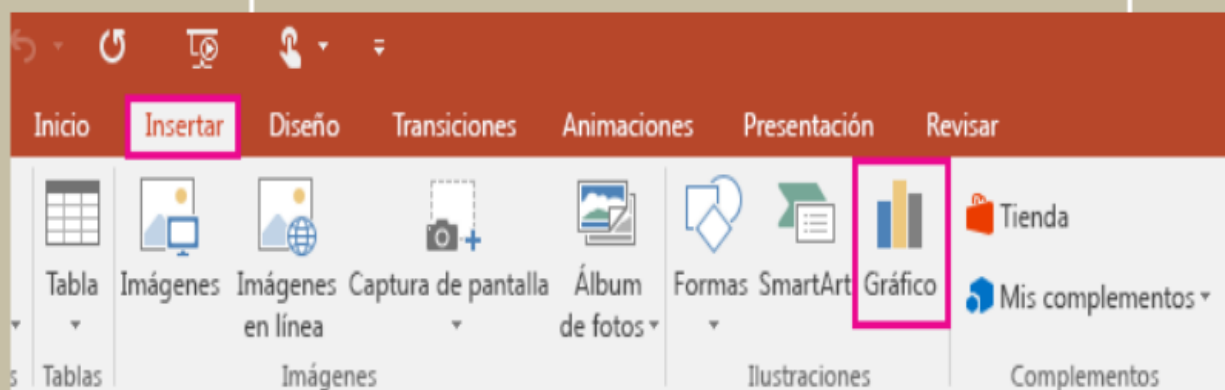 Inicio Insertar Diseño Transiciones Animaciones Presentación Revisar
Tabla Imágenes Imágenes en línea Captura de pantalla Álbum de fotos Formas SmartArt Gráfico Tienda
Mis complementos
s Tablas Imágenes Ilustraciones Complementos